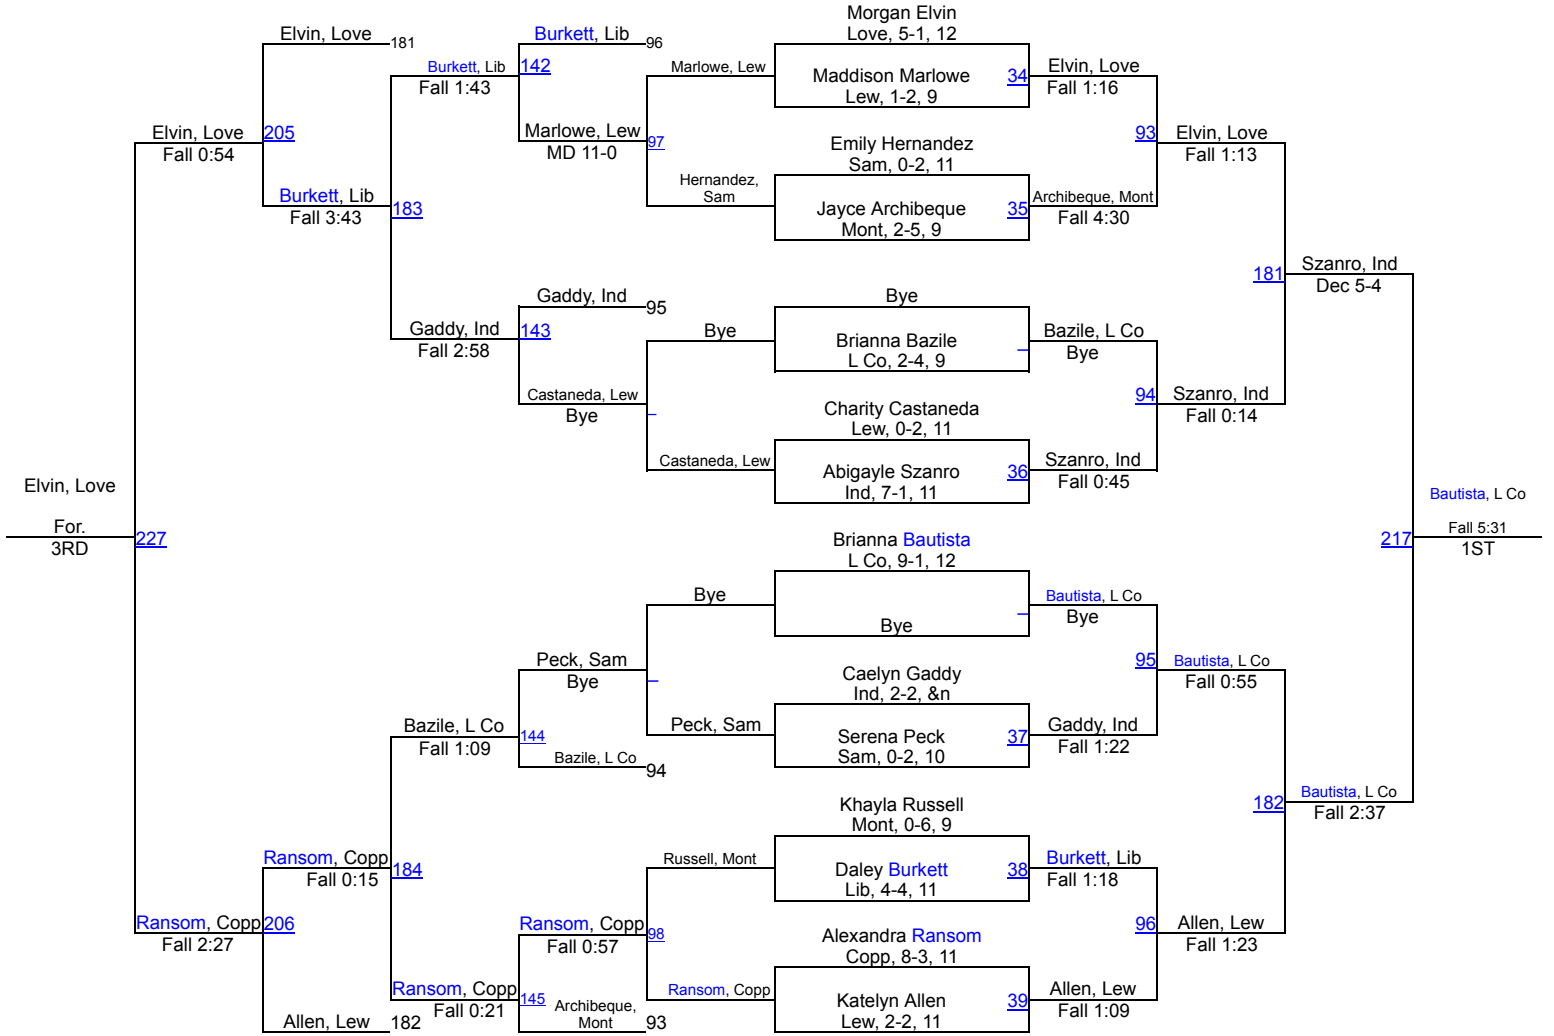 Morgan Elvin
Love, 5-1, 12
Maddison Marlowe
Lew, 1-2, 9
34
Emily Hernandez
Sam, 0-2, 11
Jayce Archibeque
Mont, 2-5, 9
35
Bye
Brianna Bazile
L Co, 2-4, 9
Charity Castaneda
Lew, 0-2, 11
Abigayle Szanro
Ind, 7-1, 11
36
Brianna Bautista
L Co, 9-1, 12
Bye
Caelyn Gaddy
Ind, 2-2, &n
Serena Peck
Sam, 0-2, 10
37
Khayla Russell
Mont, 0-6, 9
Daley Burkett
Lib, 4-4, 11
38
Alexandra Ransom
Copp, 8-3, 11
Katelyn Allen
Lew, 2-2, 11
39
Elvin, Love
Fall 1:16
93
Archibeque, Mont
Fall 4:30
Bazile, L Co
Bye
94
Szanro, Ind
Fall 0:45
Bautista, L Co
Bye
95
Gaddy, Ind
Fall 1:22
Burkett, Lib
Fall 1:18
96
Allen, Lew
Fall 1:09
Elvin, Love
Fall 1:13
181
Szanro, Ind
Fall 0:14
Bautista, L Co
Fall 0:55
182
Allen, Lew
Fall 1:23
Szanro, Ind
Dec 5-4
217
Bautista, L Co
Fall 2:37
Bautista, L Co
Fall 5:31
1ST
Marlowe, Lew
97
Hernandez,
Sam
Bye
Castaneda, Lew
Bye
Peck, Sam
Russell, Mont
98
Ransom, Copp
Burkett, Lib
96
142
Marlowe, Lew
MD 11-0
Gaddy, Ind
95
143
Castaneda, Lew
Bye
Peck, Sam
Bye
144
Bazile, L Co
94
Ransom, Copp
Fall 0:57
145
Archibeque,
Mont
93
Burkett, Lib
Fall 1:43
183
Gaddy, Ind
Fall 2:58
Bazile, L Co
Fall 1:09
184
Ransom, Copp
Fall 0:21
Elvin, Love
181
205
Burkett, Lib
Fall 3:43
Ransom, Copp
Fall 0:15
206
Allen, Lew
182
Elvin, Love
Fall 0:54
227
Ransom, Copp
Fall 2:27
Elvin, Love
For.
3RD